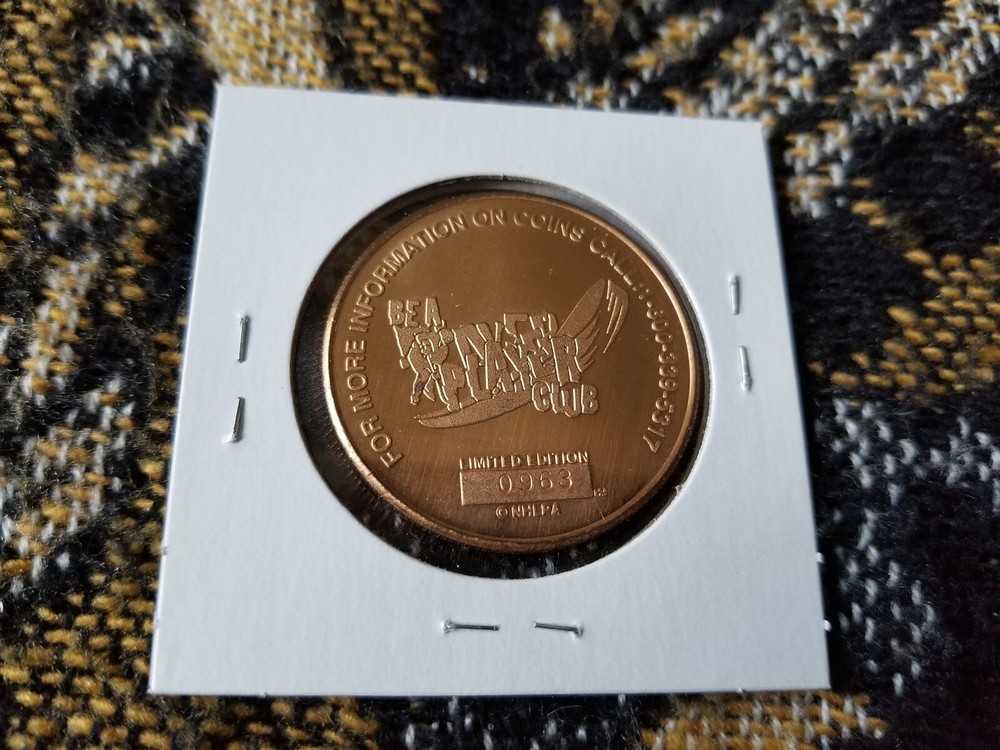 FOR MORE INFORMATION ON COINS CALL: 1-800-339-5317
BE A
PLAYER
CLUB
LIMITED EDITION
0963
©NHLPA